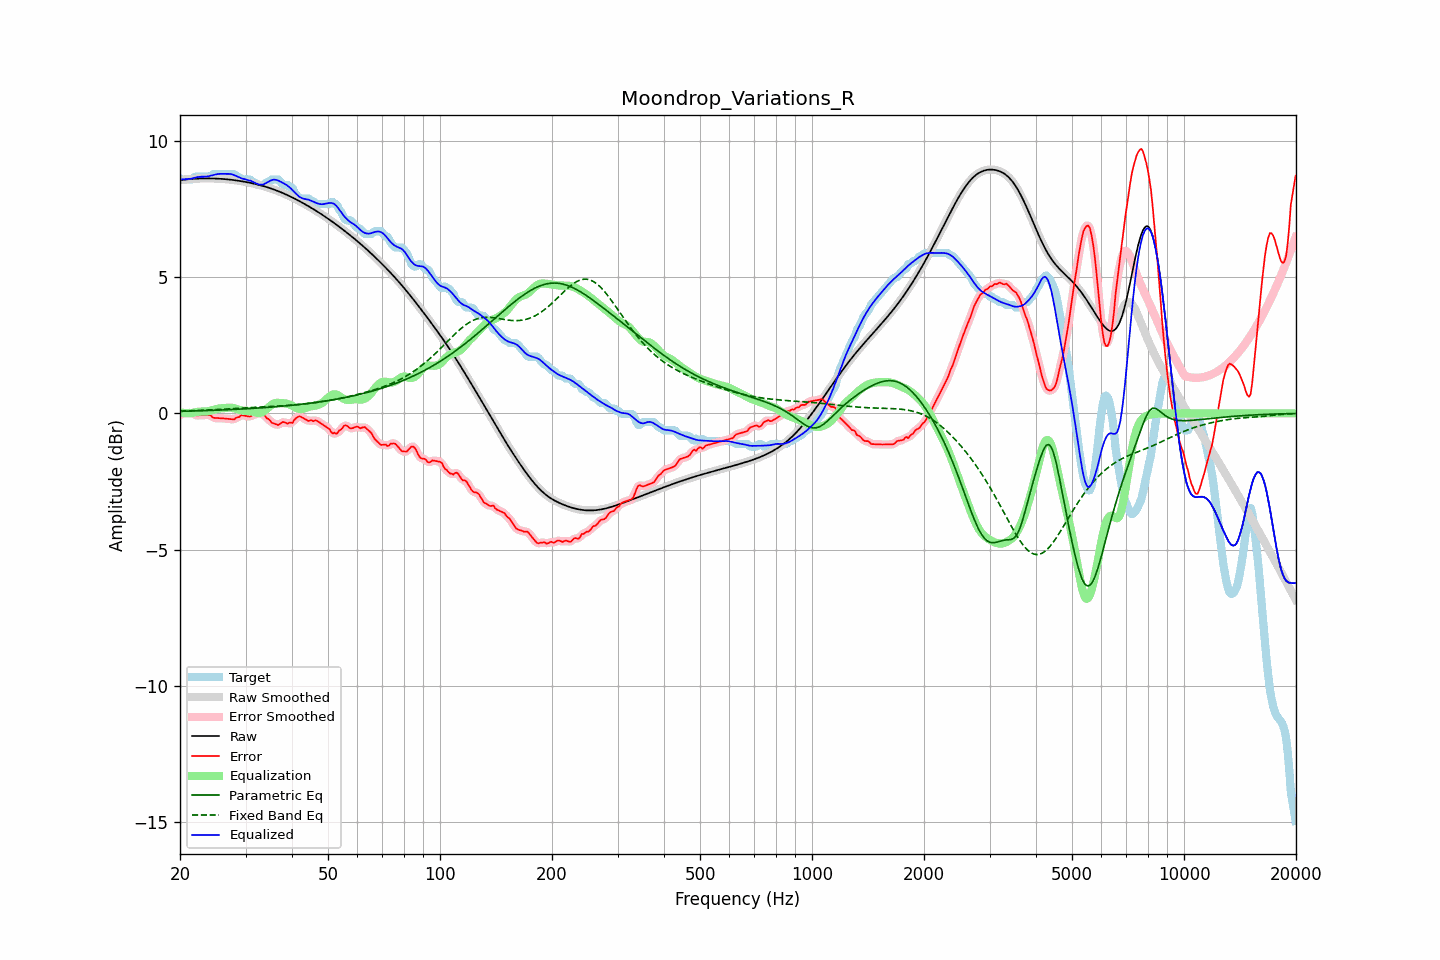 Moondrop_Variations_R
10
5
0
−5
−10
−15
Amplitude (dBr)
Target
Raw Smoothed
Error Smoothed
Raw
Error
Equalization
Parametric Eq
Fixed Band Eq
Equalized
20 50 100 200 500 1000 2000 5000 10000 20000
Frequency (Hz)